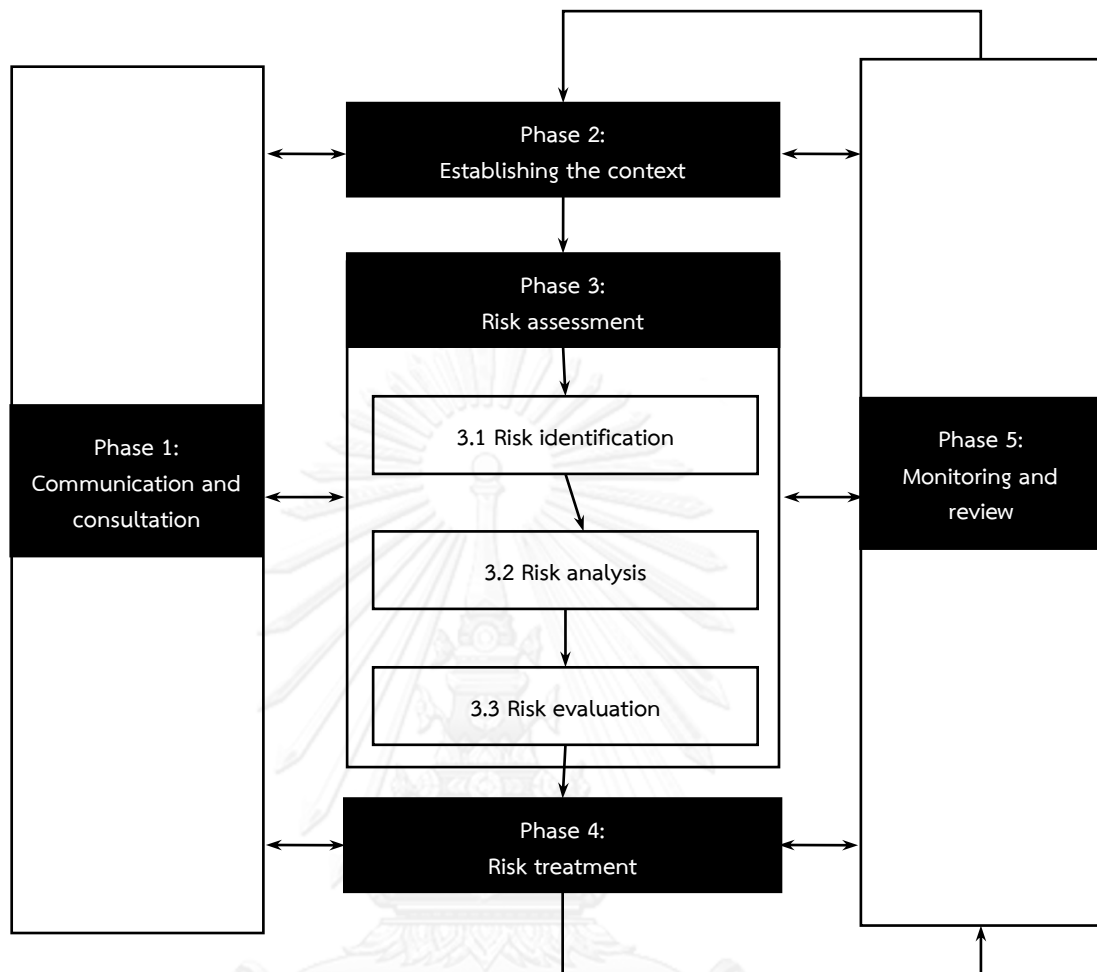 Phase 2:
Establishing the context
Phase 3:
Risk assessment
3.1 Risk identification
Phase 1:
Communication and
consultation
Phase 5:
Monitoring and
review
3.2 Risk analysis
3.3 Risk evaluation
Phase 4:
Risk treatment